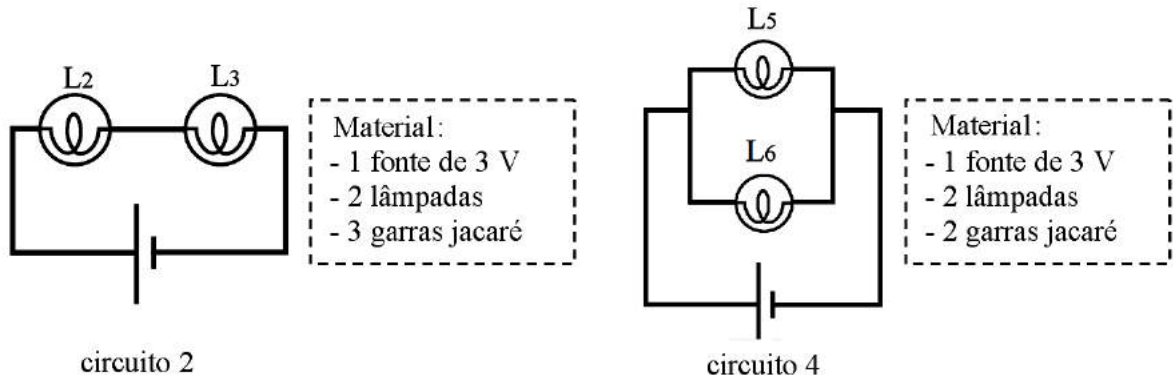 L2
L3
Material:
- 1 fonte de 3 V
- 2 lâmpadas
- 3 garras jacaré
circuito 2
L5
L6
Material:
- 1 fonte de 3 V
- 2 lâmpadas
- 2 garras jacaré
circuito 4